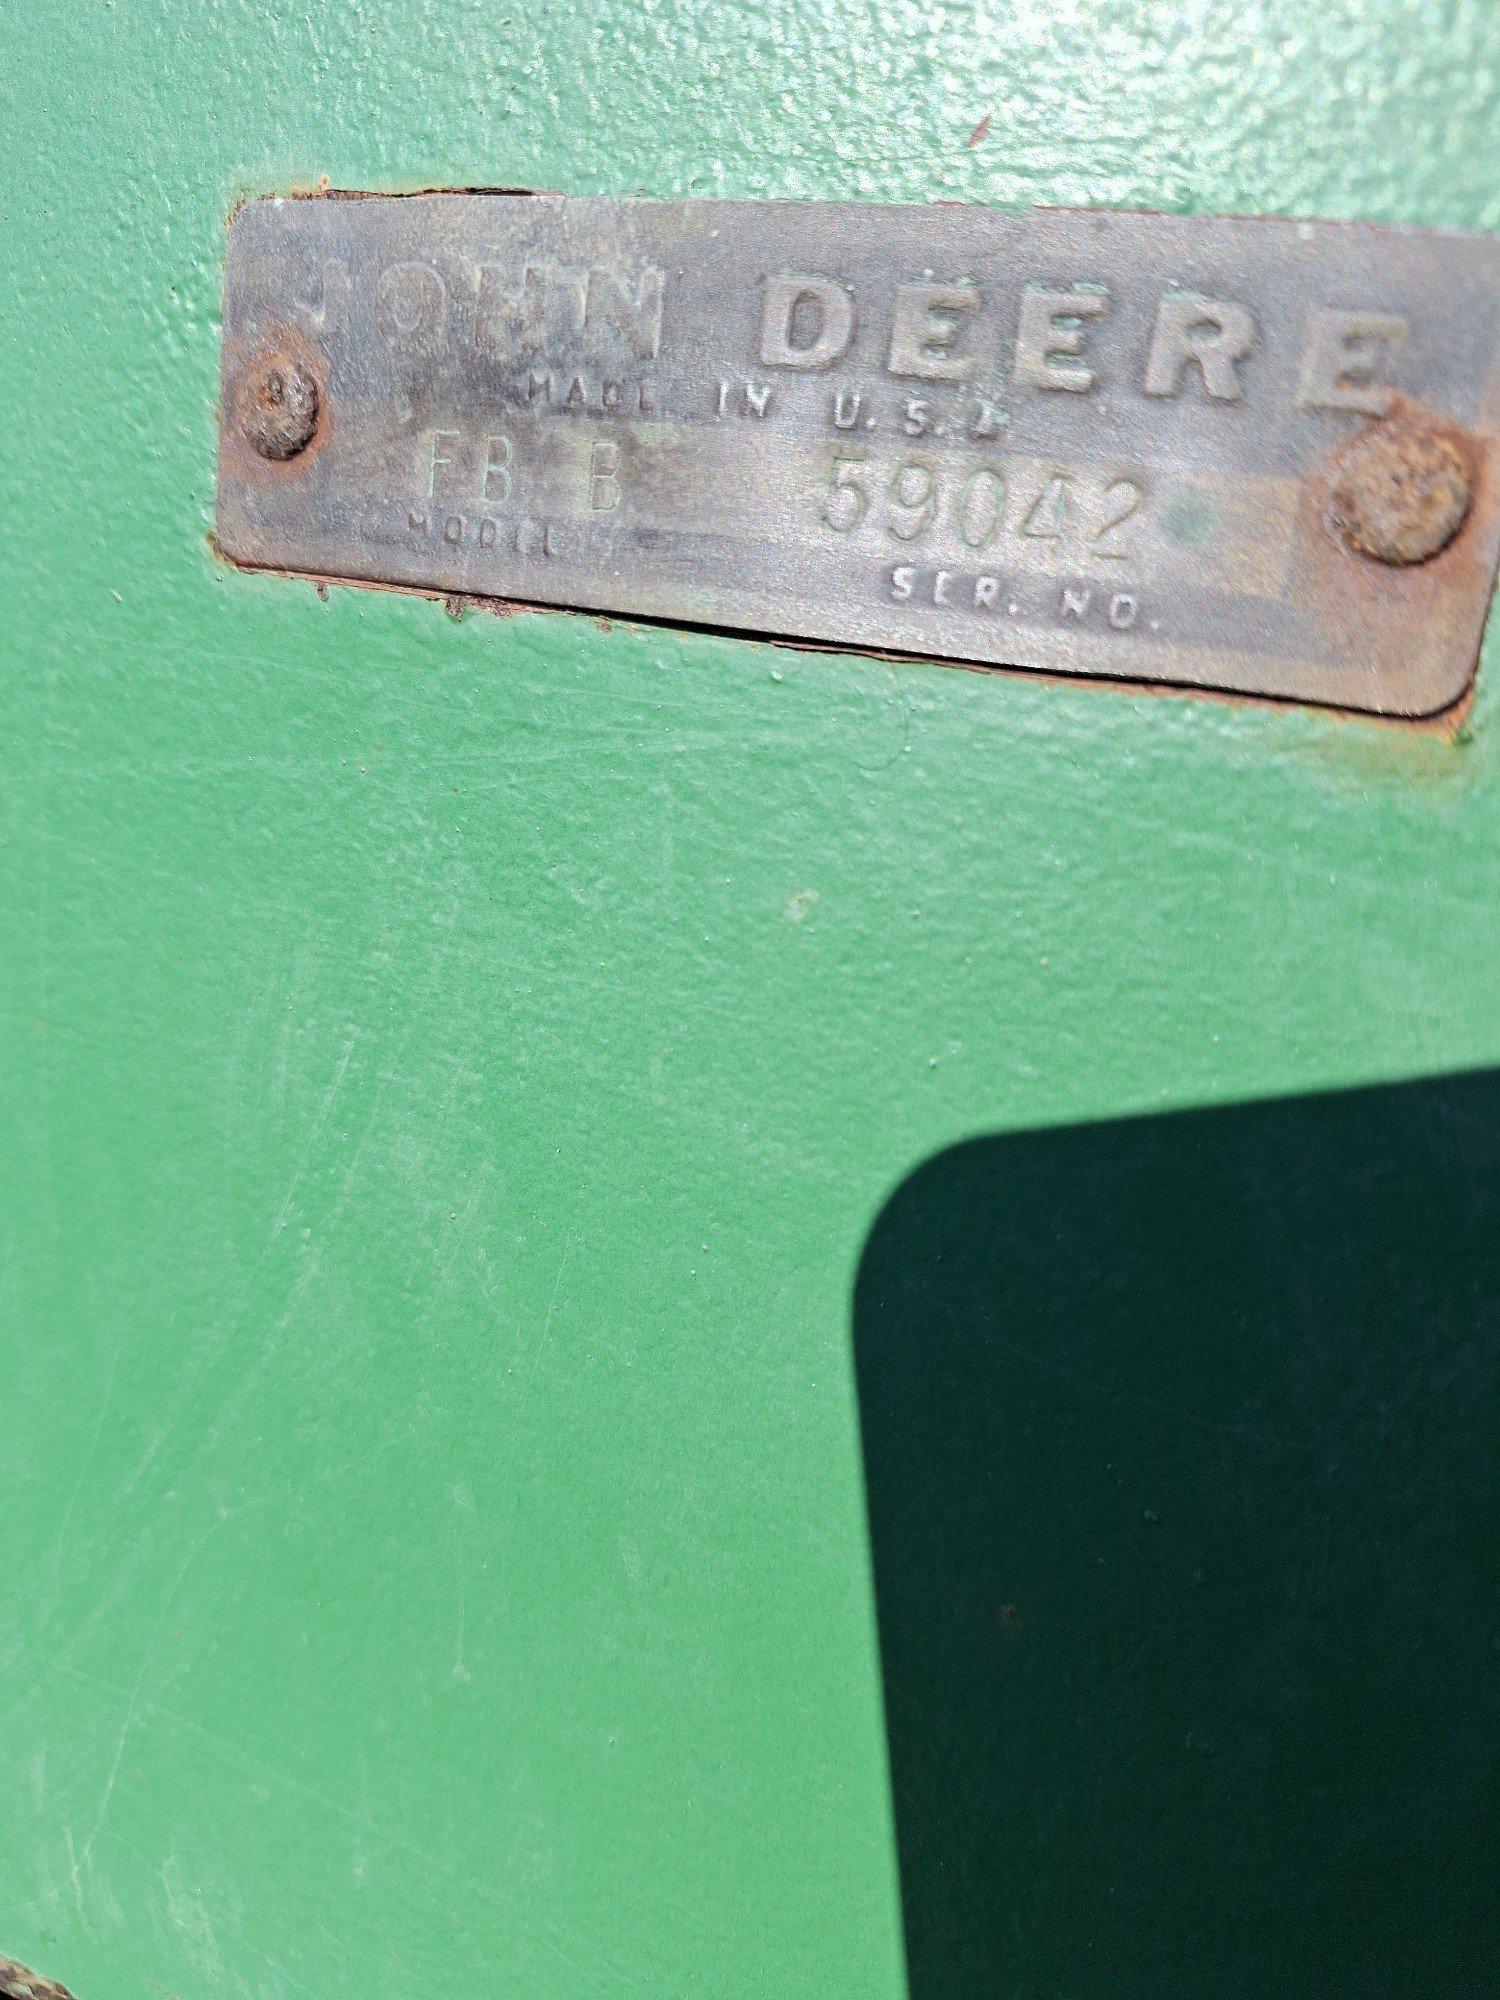 JOHN DEERE
MADE IN U.S.A.
FB B 59042
MODEL SER. NO.